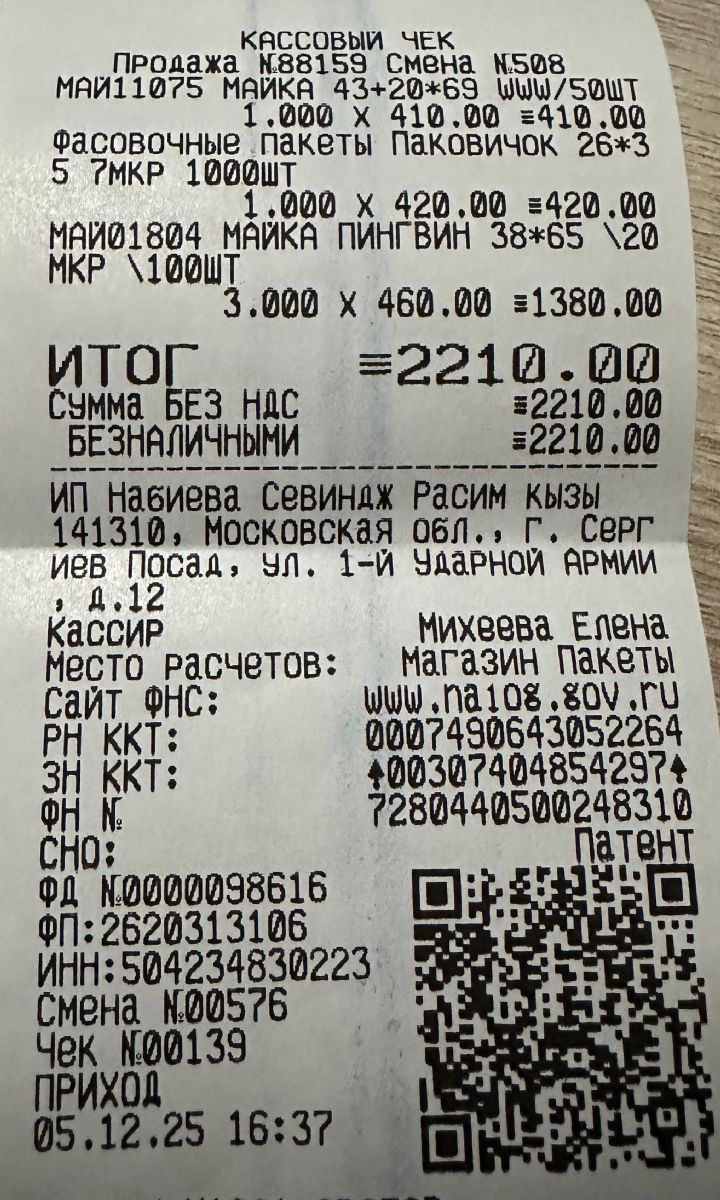 КАССОВЫЙ ЧЕК
Продажа №88159 Смена №508
МАЙ11075 МАЙКА 43+20*69 WWW/50ШТ
1.000 X 410.00 ≡410.00
Фасовочные пакеты Паковичок 26*3
5 7МКР 1000ШТ
1.000 X 420.00 ≡420.00
МАЙ01804 МАЙКА ПИНГВИН 38*65 \20
МКР \100ШТ
3.000 X 460.00 ≡1380.00
ИТОГ ≡2210.00
Сумма БЕЗ НДС ≡2210.00
БЕЗНАЛИЧНЫМИ ≡2210.00
ИП Набиева Севиндж Расим кызы
141310, Московская обл., г. Серг
иев Посад, ул. 1-й Ударной Армии
, д.12
Кассир Михеева Елена
Место расчетов: Магазин Пакеты
Сайт ФНС: www.nalog.gov.ru
РН ККТ: 0007490643052264
ЗН ККТ: ↑00307404854297↑
ФН № 7280440500248310
СНО: Патент
ФД №0000098616
ФП:2620313106
ИНН:504234830223
Смена №00576
Чек №00139
ПРИХОД
05.12.25 16:37